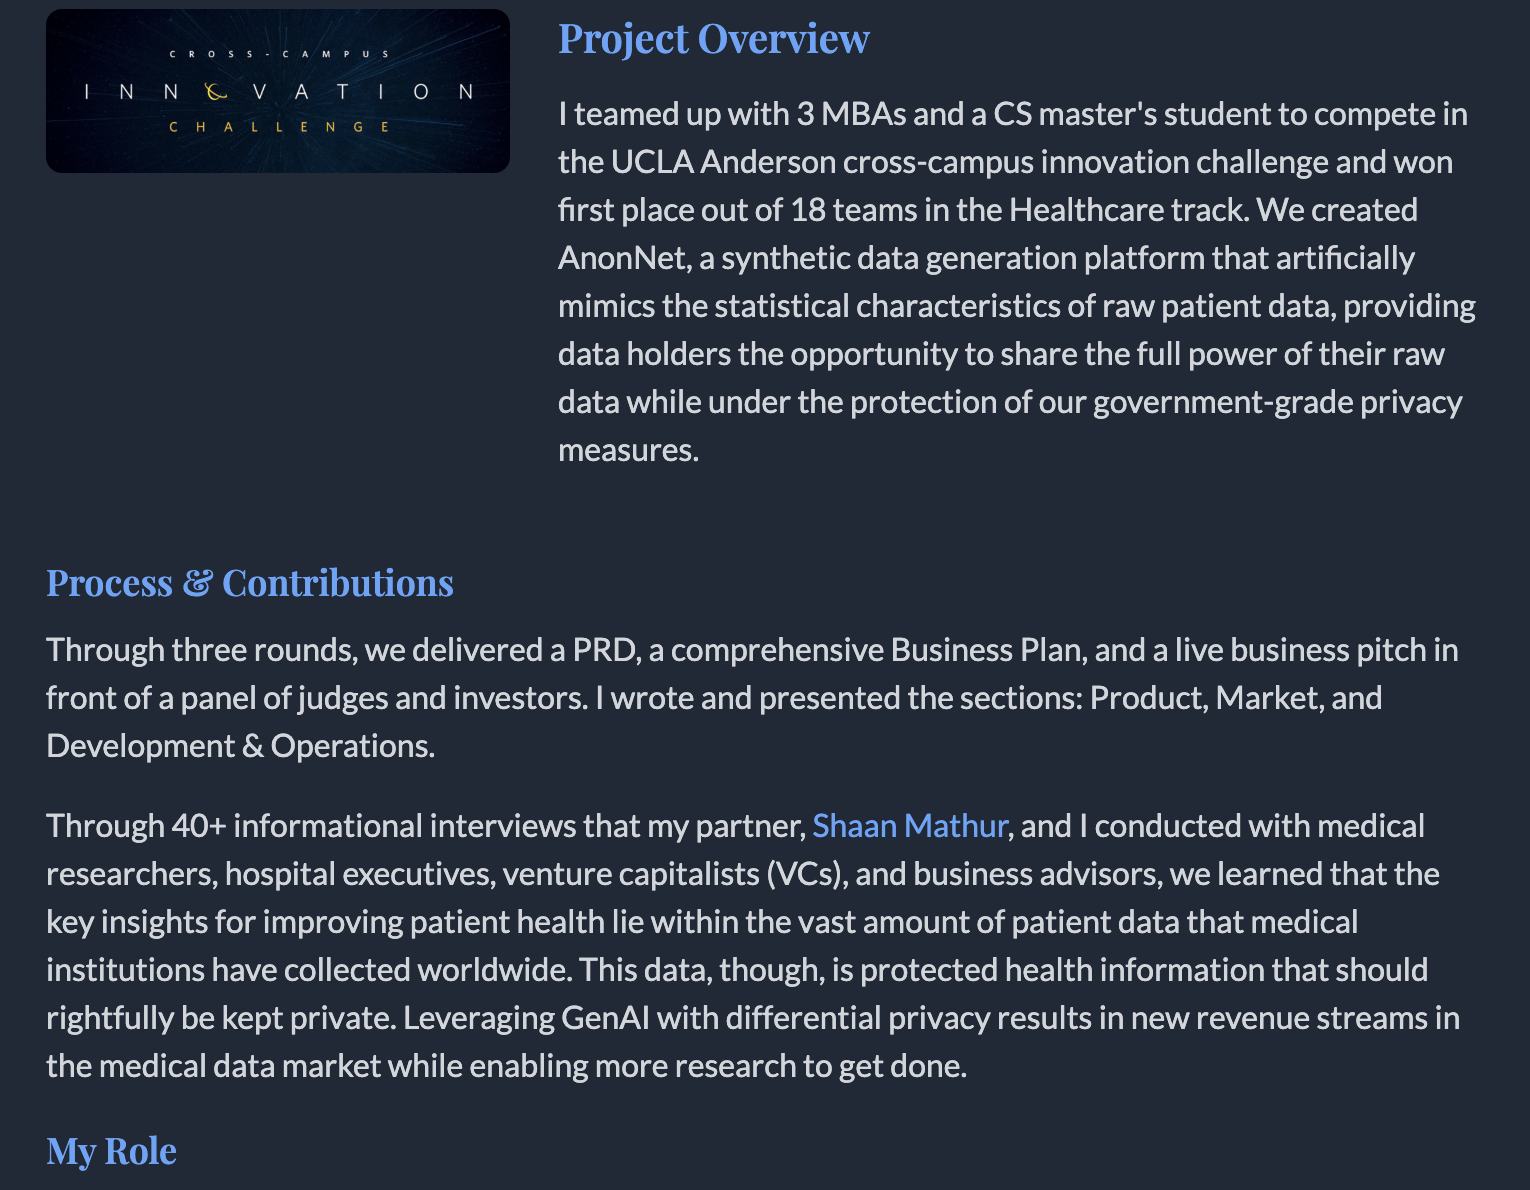 CROSS-CAMPUS
INNOVATION
CHALLENGE
Project Overview
I teamed up with 3 MBAs and a CS master's student to compete in
the UCLA Anderson cross-campus innovation challenge and won
first place out of 18 teams in the Healthcare track. We created
AnonNet, a synthetic data generation platform that artificially
mimics the statistical characteristics of raw patient data, providing
data holders the opportunity to share the full power of their raw
data while under the protection of our government-grade privacy
measures.
Process & Contributions
Through three rounds, we delivered a PRD, a comprehensive Business Plan, and a live business pitch in
front of a panel of judges and investors. I wrote and presented the sections: Product, Market, and
Development & Operations.
Through 40+ informational interviews that my partner, Shaan Mathur, and I conducted with medical
researchers, hospital executives, venture capitalists (VCs), and business advisors, we learned that the
key insights for improving patient health lie within the vast amount of patient data that medical
institutions have collected worldwide. This data, though, is protected health information that should
rightfully be kept private. Leveraging GenAI with differential privacy results in new revenue streams in
the medical data market while enabling more research to get done.
My Role